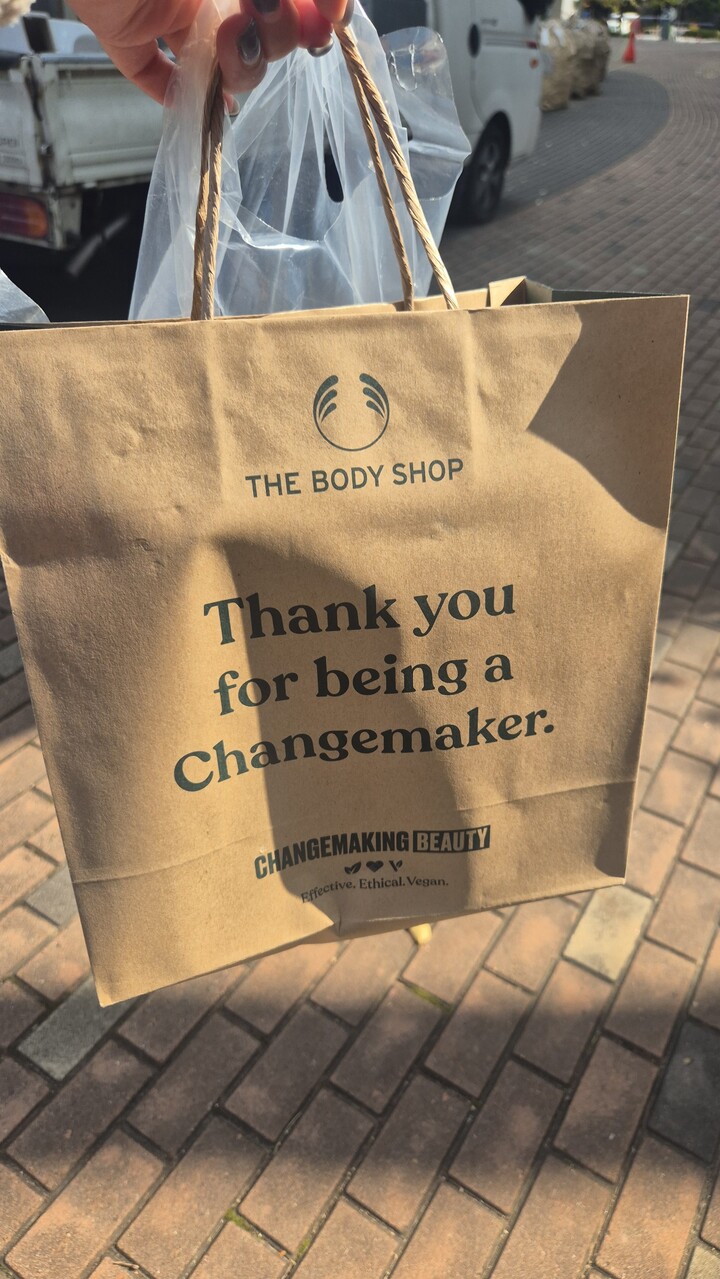 THE BODY SHOP
Thank you
for being a
Changemaker.
CHANGEMAKING BEAUTY
Effective. Ethical. Vegan.